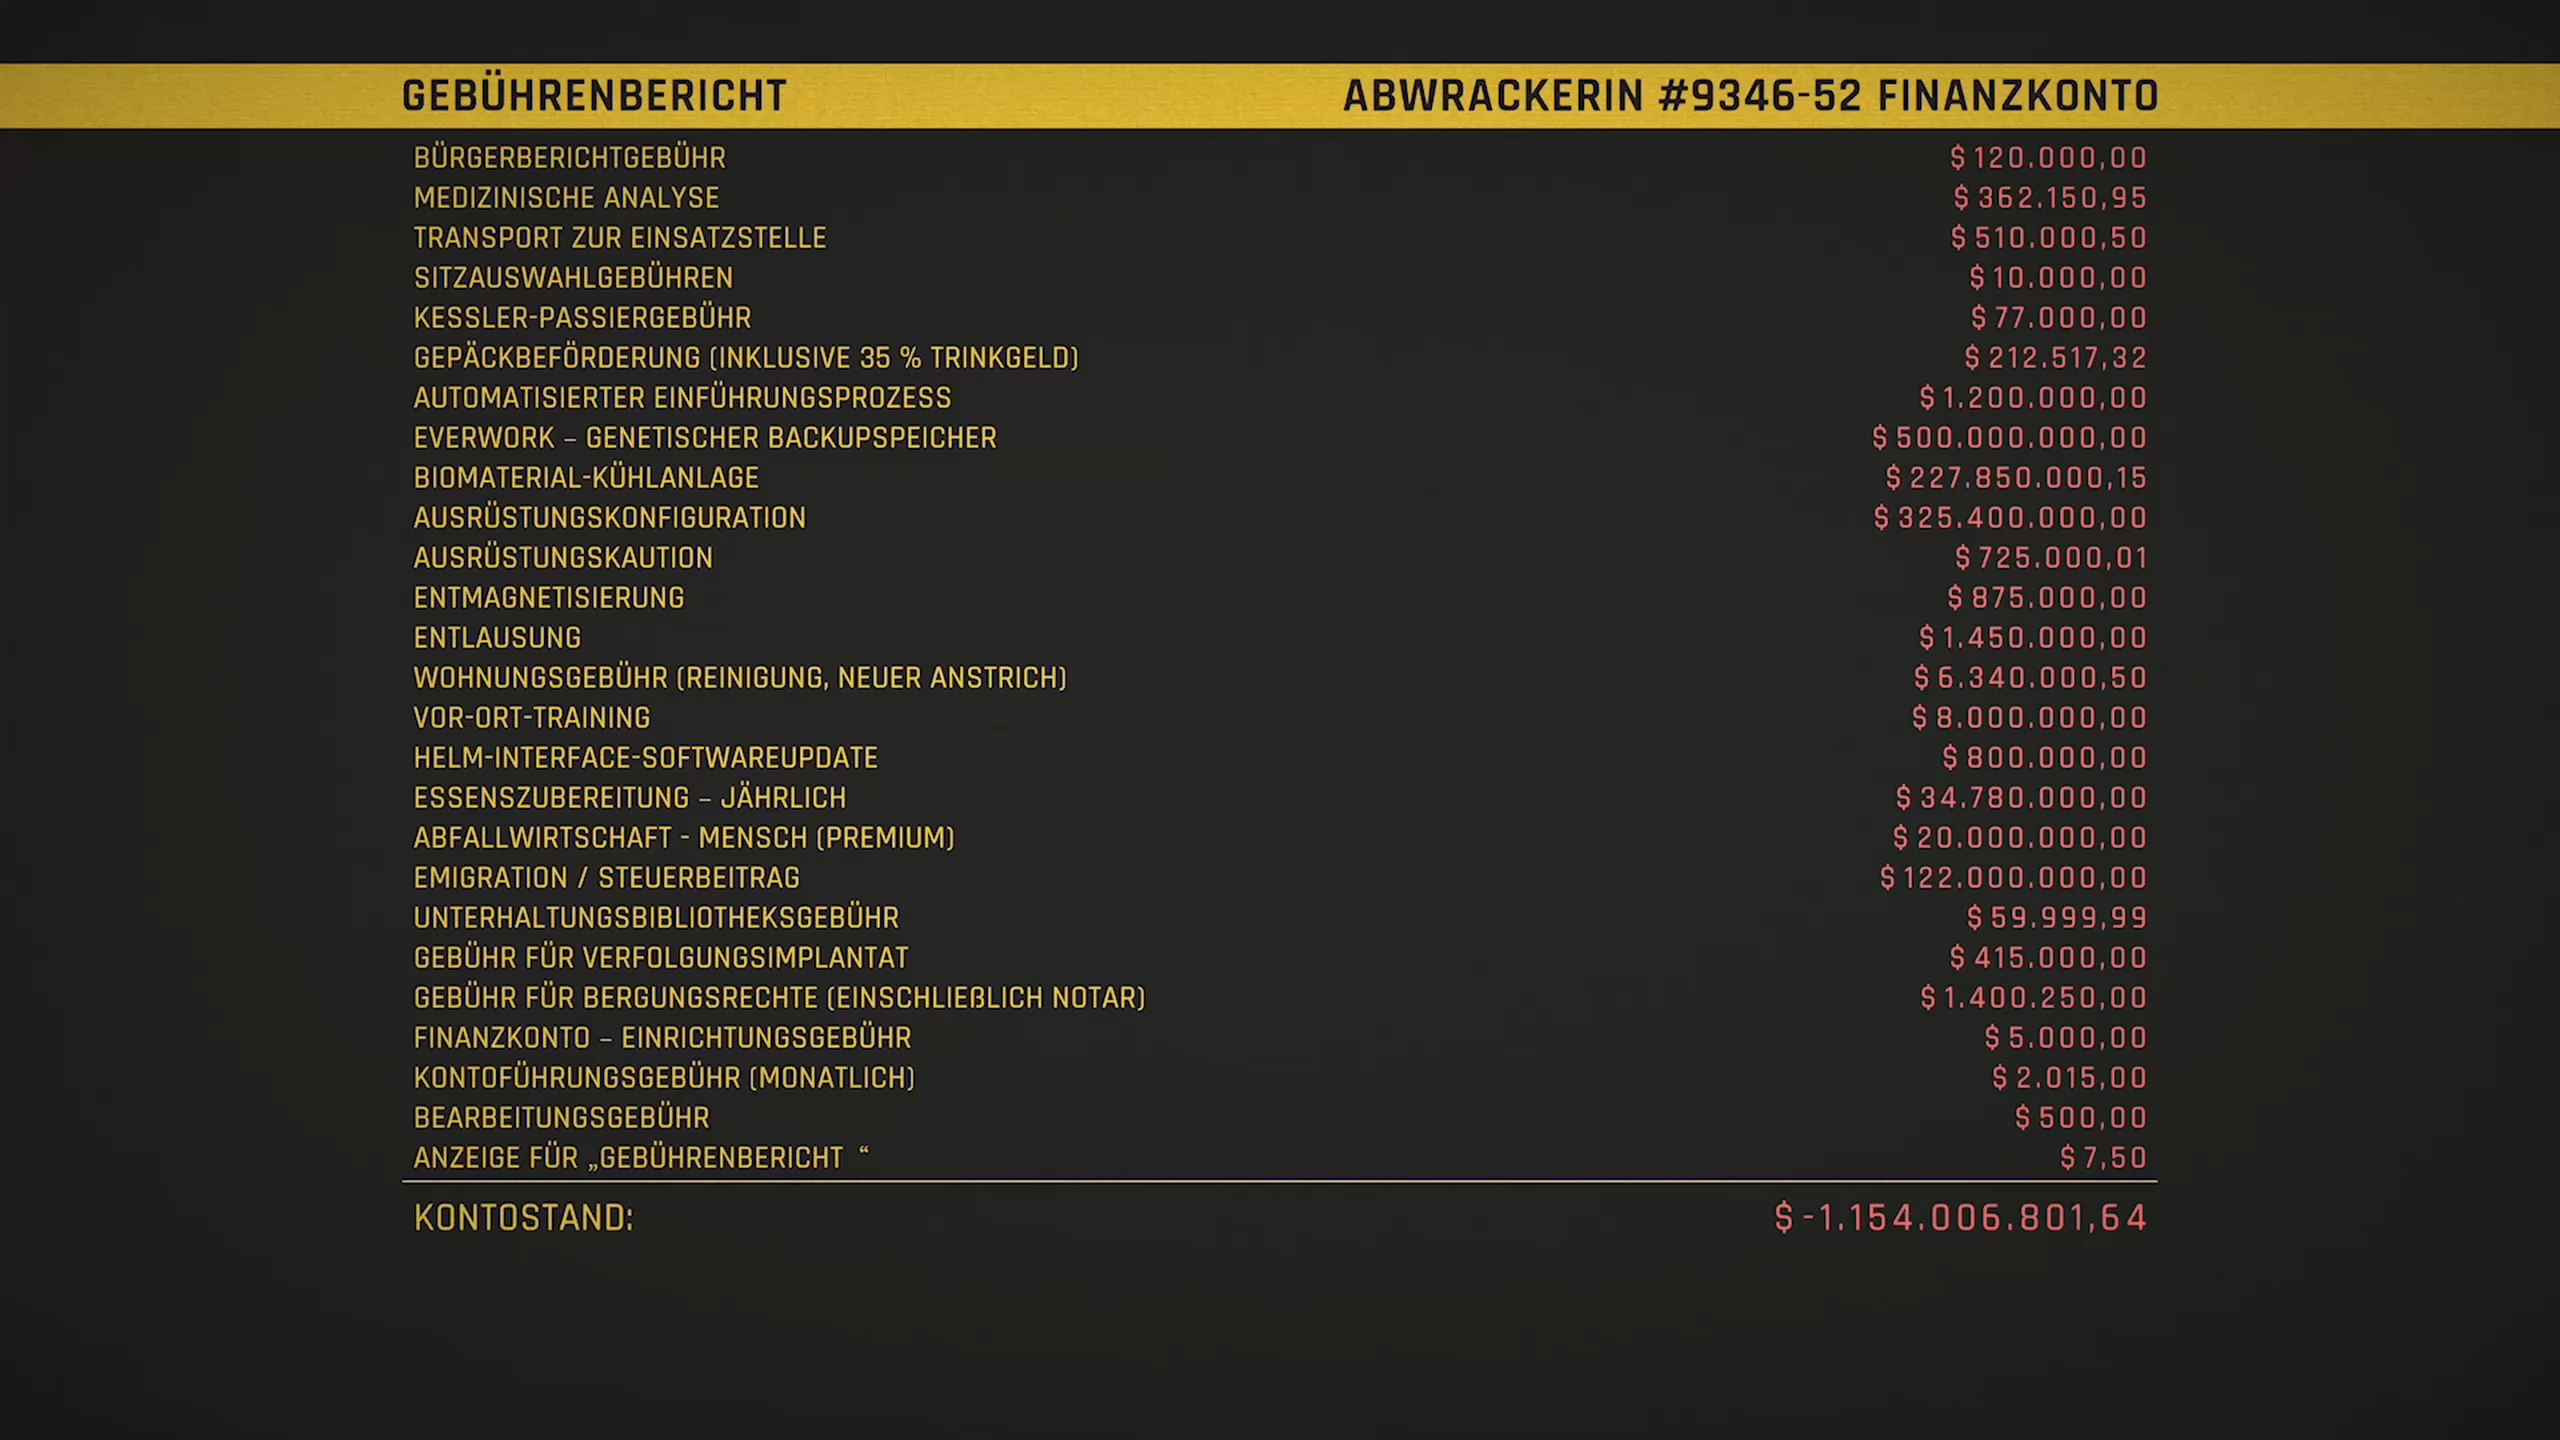 GEBÜHRENBERICHT ABWRACKERIN #9346-52 FINANZKONTO
BÜRGERBERICHTGEBÜHR $ 120.000,00
MEDIZINISCHE ANALYSE $ 362.150,95
TRANSPORT ZUR EINSATZSTELLE $ 510.000,50
SITZAUSWAHLGEBÜHREN $ 10.000,00
KESSLER-PASSIERGEBÜHR $ 77.000,00
GEPÄCKBEFÖRDERUNG (INKLUSIVE 35 % TRINKGELD) $ 212.517,32
AUTOMATISIERTER EINFÜHRUNGSPROZESS $ 1.200.000,00
EVERWORK – GENETISCHER BACKUPSPEICHER $ 500.000.000,00
BIOMATERIAL-KÜHLANLAGE $ 227.850.000,15
AUSRÜSTUNGSKONFIGURATION $ 325.400.000,00
AUSRÜSTUNGSKAUTION $ 725.000,01
ENTMAGNETISIERUNG $ 875.000,00
ENTLAUSUNG $ 1.450.000,00
WOHNUNGSGEBÜHR (REINIGUNG, NEUER ANSTRICH) $ 6.340.000,50
VOR-ORT-TRAINING $ 8.000.000,00
HELM-INTERFACE-SOFTWAREUPDATE $ 800.000,00
ESSENSZUBEREITUNG – JÄHRLICH $ 34.780.000,00
ABFALLWIRTSCHAFT - MENSCH (PREMIUM) $ 20.000.000,00
EMIGRATION / STEUERBEITRAG $ 122.000.000,00
UNTERHALTUNGSBIBLIOTHEKSGEBÜHR $ 59.999,99
GEBÜHR FÜR VERFOLGUNGSIMPLANTAT $ 415.000,00
GEBÜHR FÜR BERGUNGSRECHTE (EINSCHLIEßLICH NOTAR) $ 1.400.250,00
FINANZKONTO – EINRICHTUNGSGEBÜHR $ 5.000,00
KONTOFÜHRUNGSGEBÜHR (MONATLICH) $ 2.015,00
BEARBEITUNGSGEBÜHR $ 500,00
ANZEIGE FÜR „GEBÜHRENBERICHT “ $ 7,50
KONTOSTAND: $ -1.154.006.801,64